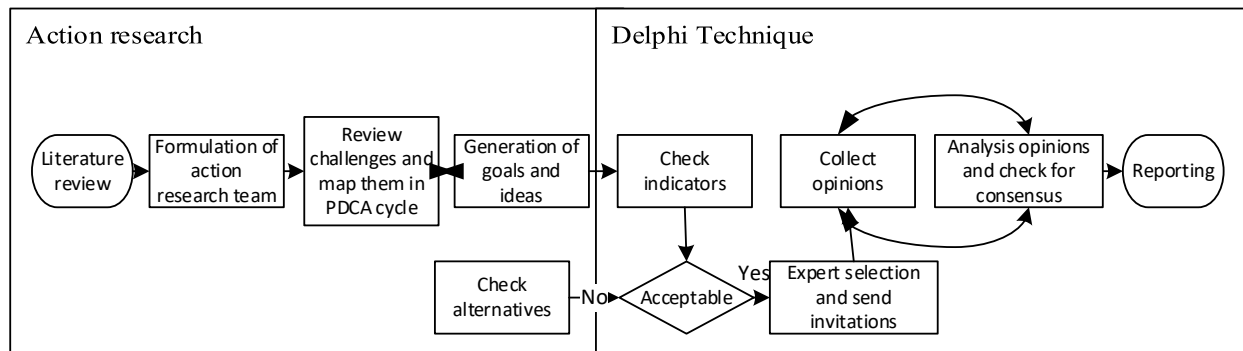 Action research
Delphi Technique
Literature
review
Formulation of
action
research team
Review
challenges and
map them in
PDCA cycle
Generation of
goals and
ideas
Check
indicators
Collect
opinions
Analysis opinions
and check for
consensus
Reporting
Check
alternatives
No
Acceptable
Yes
Expert selection
and send
invitations